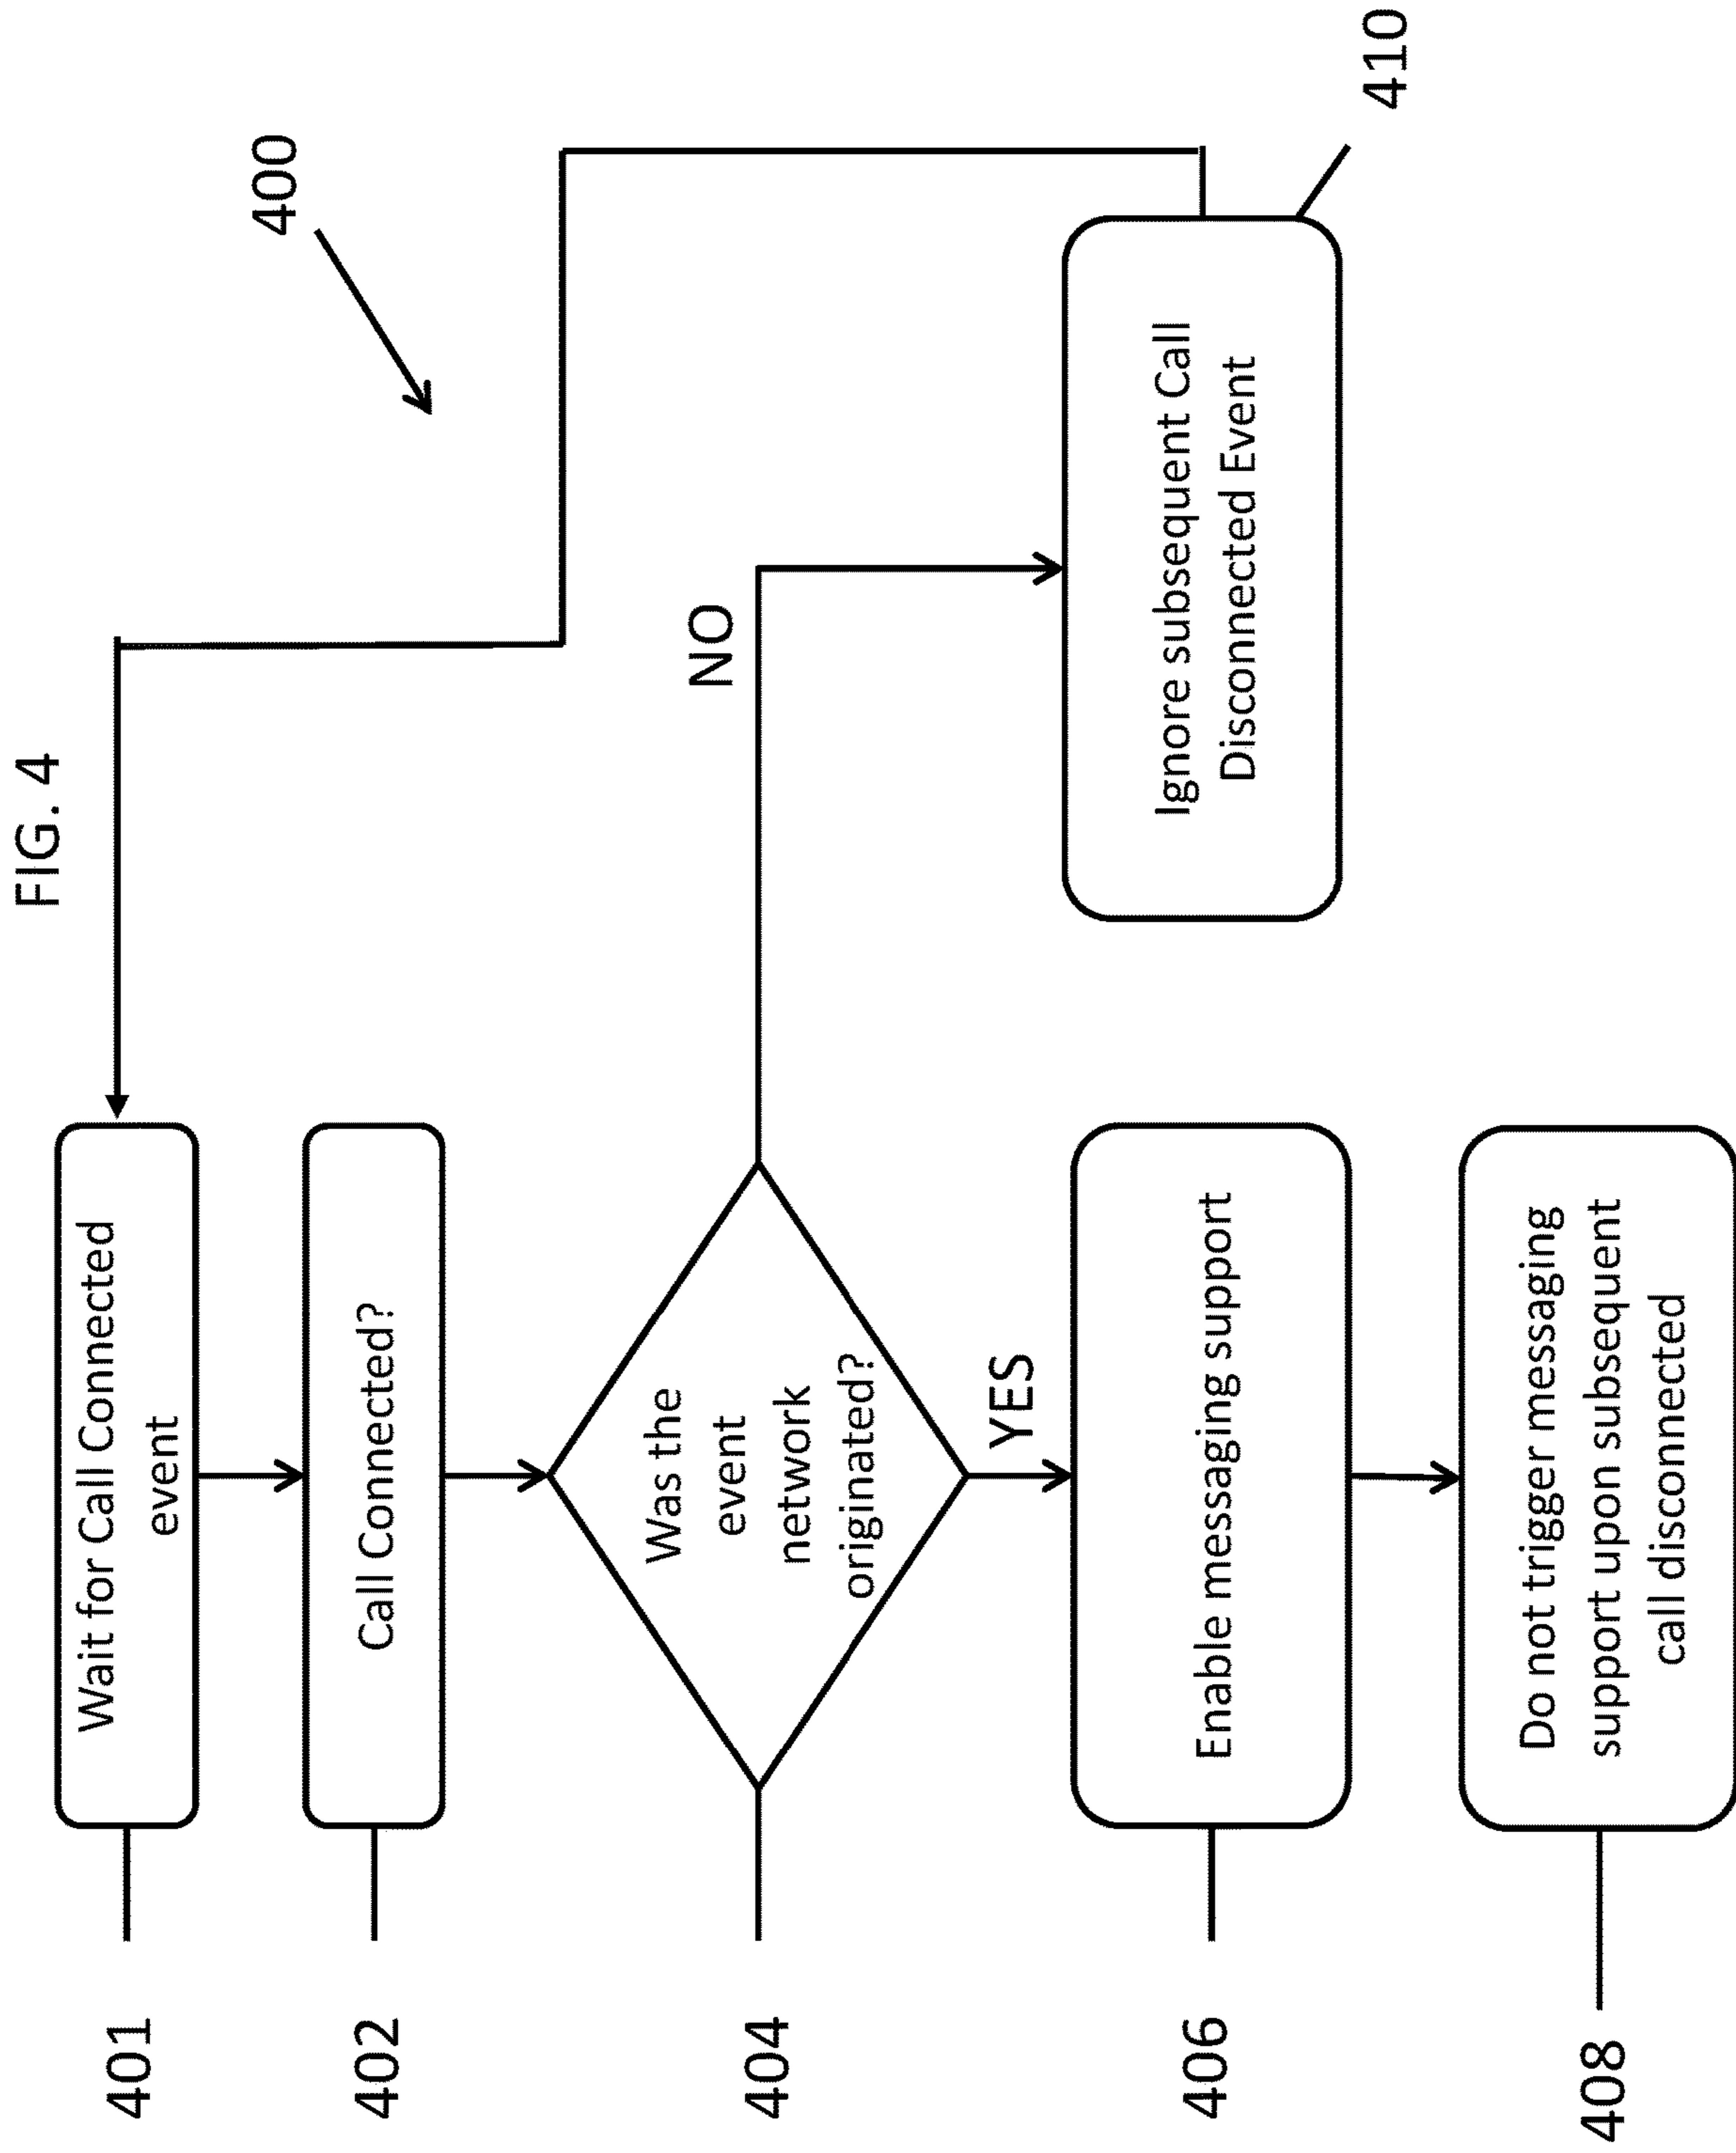 FIG. 4
400
401
Wait for Call Connected
event
402
Call Connected?
404
Was the
event
network
originated?
NO
YES
406
Enable messaging support
Ignore subsequent Call
Disconnected Event
410
408
Do not trigger messaging
support upon subsequent
call disconnected